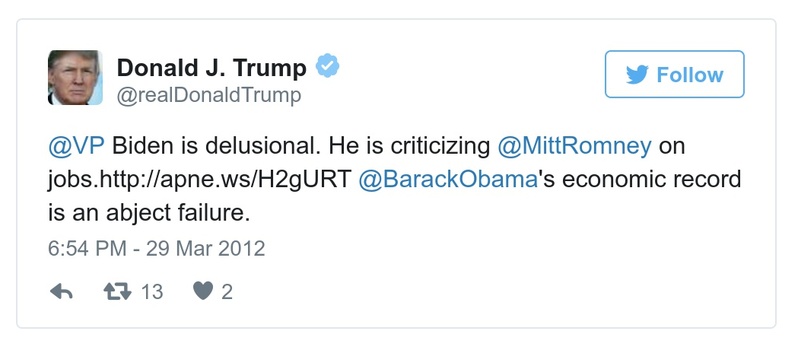 Donald J. Trump
Follow
@realDonaldTrump
@VP Biden is delusional. He is criticizing @MittRomney on
jobs.http://apne.ws/H2gURT @BarackObama's economic record
is an abject failure.
6:54 PM - 29 Mar 2012
13 2